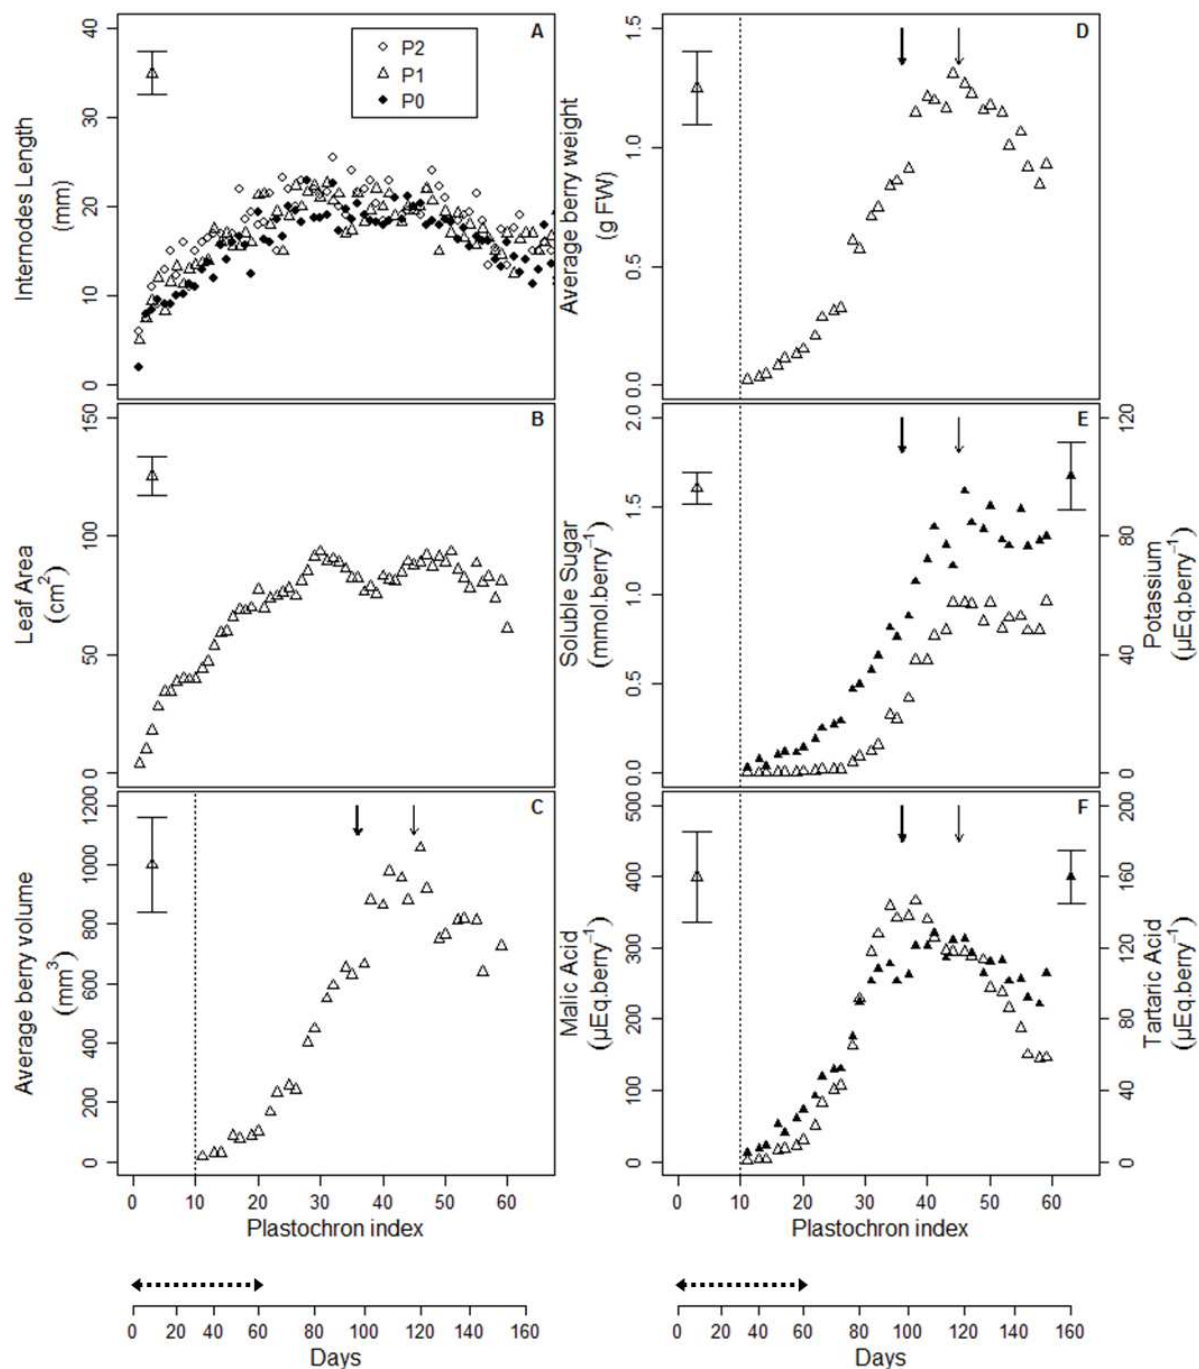 A
P2
P1
P0
Internodes Length
(mm)
0 10 20 30 40
B
Leaf Area
(cm²)
0 50 100 150
C
Average berry volume
(mm³)
0 200 400 600 800 1000 1200
0 10 20 30 40 50 60
Plastochron index
0 20 40 60 80 100 120 140 160
Days
D
Average berry weight
(g FW)
0.0 0.5 1.0 1.5
E
Soluble Sugar
(mmol.berry⁻¹)
0.0 0.5 1.0 1.5 2.0
Potassium
(µEq.berry⁻¹)
0 40 80 120
F
Malic Acid
(µEq.berry⁻¹)
0 100 200 300 400 500
Tartaric Acid
(µEq.berry⁻¹)
0 40 80 120 160 200
0 10 20 30 40 50 60
Plastochron index
0 20 40 60 80 100 120 140 160
Days